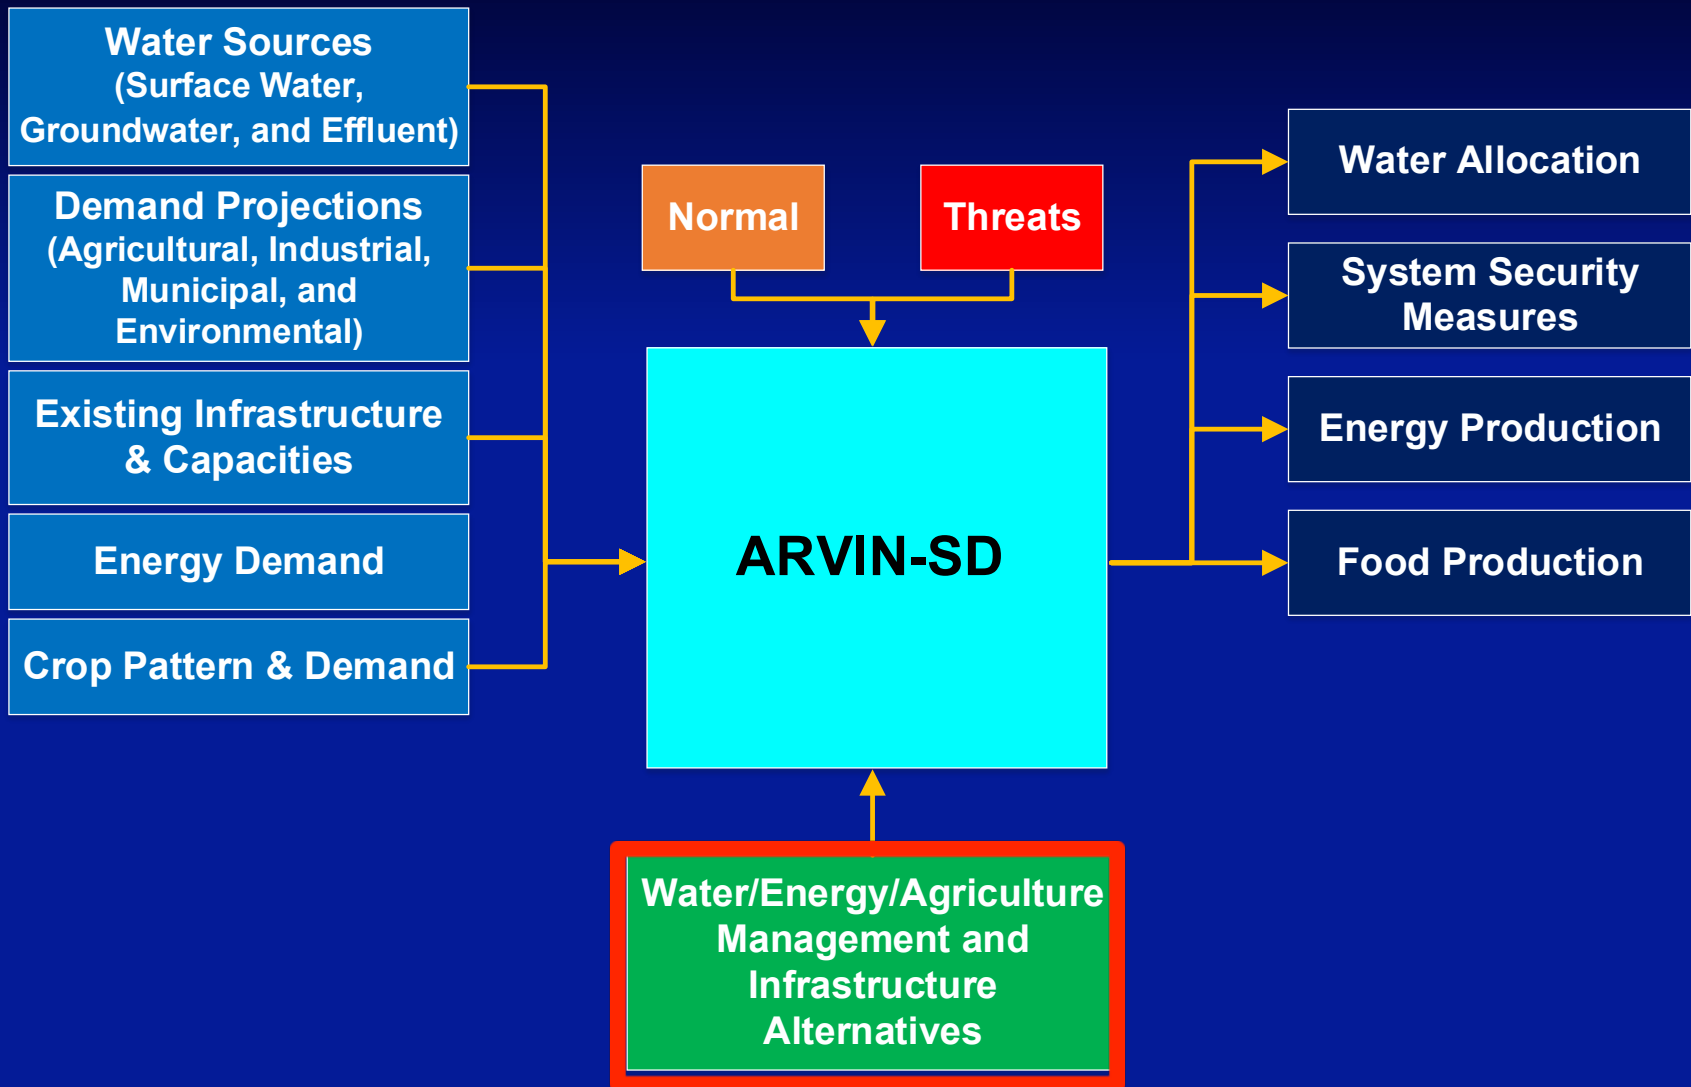 Water Sources
(Surface Water,
Groundwater, and Effluent)
Demand Projections
(Agricultural, Industrial,
Municipal, and
Environmental)
Existing Infrastructure
& Capacities
Energy Demand
Crop Pattern & Demand
Normal
Threats
ARVIN-SD
Water/Energy/Agriculture
Management and
Infrastructure
Alternatives
Water Allocation
System Security
Measures
Energy Production
Food Production